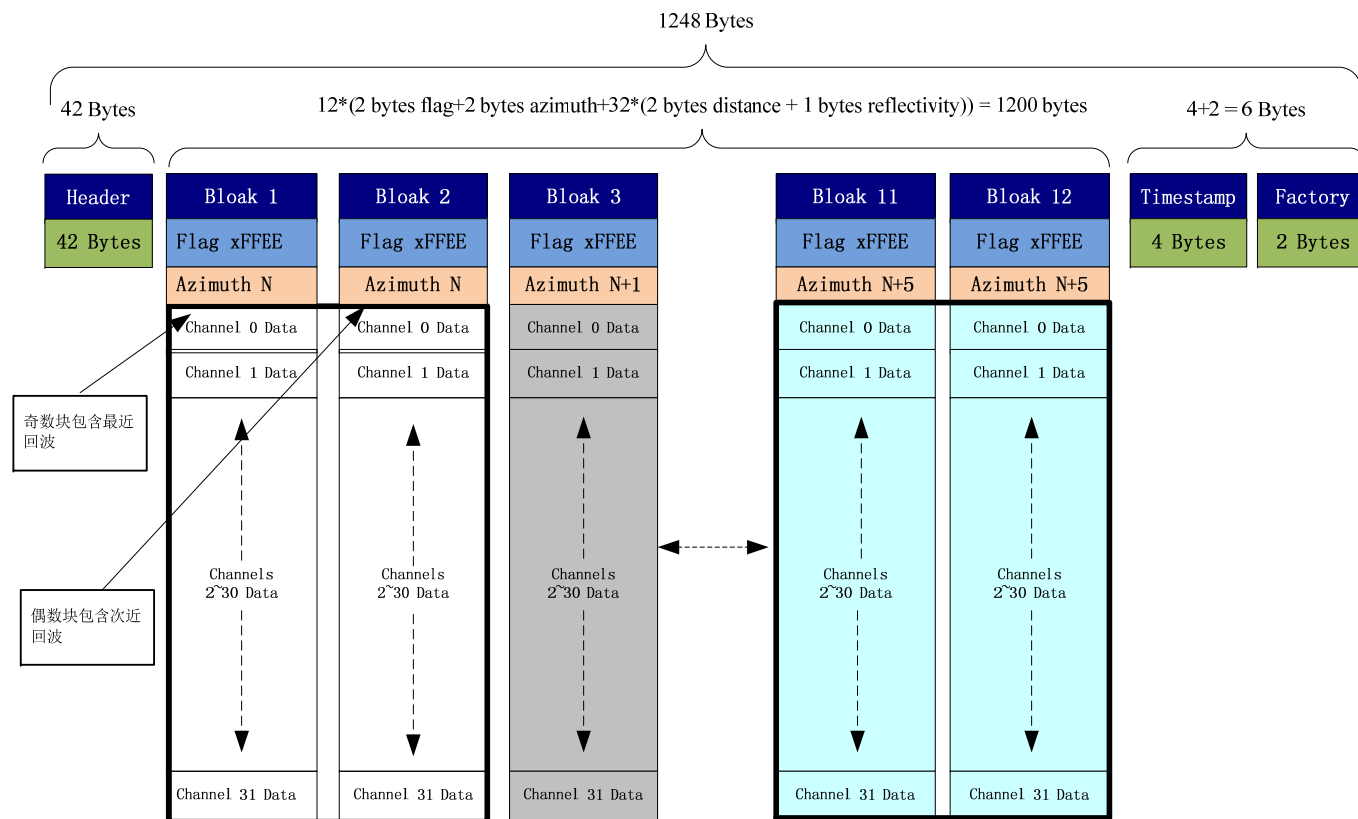 1248 Bytes
42 Bytes
12*(2 bytes flag+2 bytes azimuth+32*(2 bytes distance + 1 bytes reflectivity)) = 1200 bytes
4+2 = 6 Bytes
Header
42 Bytes
Bloak 1
Flag xFFEE
Azimuth N
Channel 0 Data
Channel 1 Data
Channels
2~30 Data
Channel 31 Data
Bloak 2
Flag xFFEE
Azimuth N
Channel 0 Data
Channel 1 Data
Channels
2~30 Data
Channel 31 Data
Bloak 3
Flag xFFEE
Azimuth N+1
Channel 0 Data
Channel 1 Data
Channels
2~30 Data
Channel 31 Data
Bloak 11
Flag xFFEE
Azimuth N+5
Channel 0 Data
Channel 1 Data
Channels
2~30 Data
Channel 31 Data
Bloak 12
Flag xFFEE
Azimuth N+5
Channel 0 Data
Channel 1 Data
Channels
2~30 Data
Channel 31 Data
Timestamp
4 Bytes
Factory
2 Bytes
奇数块包含最近
回波
偶数块包含次近
回波